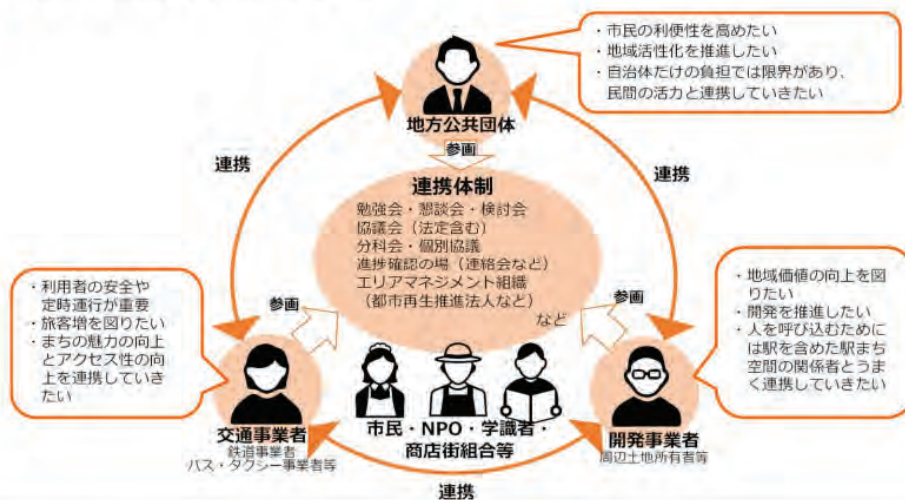 ・市民の利便性を高めたい
・地域活性化を推進したい
・自治体だけの負担では限界があり、
民間の活力と連携していきたい
地方公共団体
参画
連携
連携
連携体制
勉強会・懇談会・検討会
協議会（法定含む）
分科会・個別協議
進捗確認の場（連絡会など）
エリアマネジメント組織
（都市再生推進法人など）
など
・利用者の安全や
定時運行が重要
・旅客増を図りたい
・まちの魅力の向上
とアクセス性の向
上を連携していき
たい
参画
参画
・地域価値の向上を図
りたい
・開発を推進したい
・人を呼び込むために
は駅を含めた駅まち
空間の関係者とうま
く連携していきたい
交通事業者
鉄道事業者
バス・タクシー事業者等
市民・NPO・学識者・
商店街組合等
開発事業者
周辺土地所有者等
連携